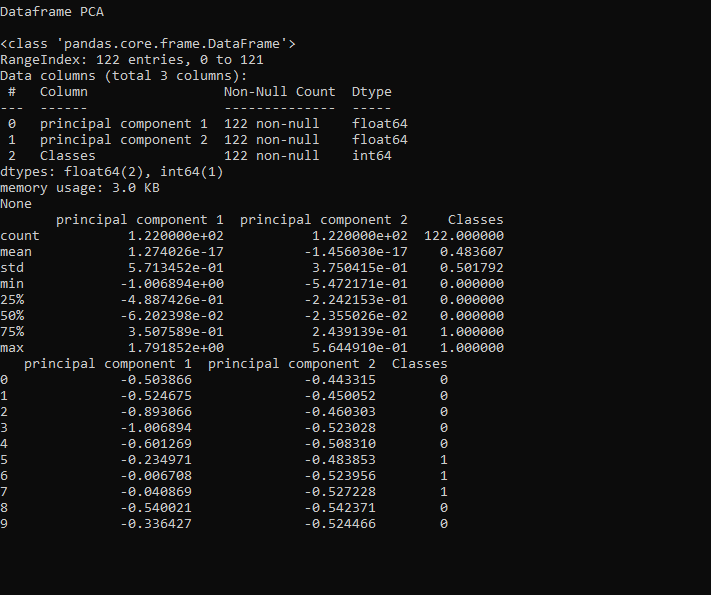 Dataframe PCA
<class 'pandas.core.frame.DataFrame'>
RangeIndex: 122 entries, 0 to 121
Data columns (total 3 columns):
 #   Column                 Non-Null Count  Dtype
---  ------                 --------------  -----
 0   principal component 1  122 non-null    float64
 1   principal component 2  122 non-null    float64
 2   Classes                122 non-null    int64
dtypes: float64(2), int64(1)
memory usage: 3.0 KB
None
       principal component 1  principal component 2     Classes
count           1.220000e+02           1.220000e+02  122.000000
mean            1.274026e-17          -1.456030e-17    0.483607
std             5.713452e-01           3.750415e-01    0.501792
min            -1.006894e+00          -5.472171e-01    0.000000
25%            -4.887426e-01          -2.242153e-01    0.000000
50%            -6.202398e-02          -2.355026e-02    0.000000
75%             3.507589e-01           2.439139e-01    1.000000
max             1.791852e+00           5.644910e-01    1.000000
   principal component 1  principal component 2  Classes
0              -0.503866              -0.443315        0
1              -0.524675              -0.450052        0
2              -0.893066              -0.460303        0
3              -1.006894              -0.523028        0
4              -0.601269              -0.508310        0
5              -0.234971              -0.483853        1
6              -0.006708              -0.523956        1
7              -0.040869              -0.527228        1
8              -0.540021              -0.542371        0
9              -0.336427              -0.524466        0